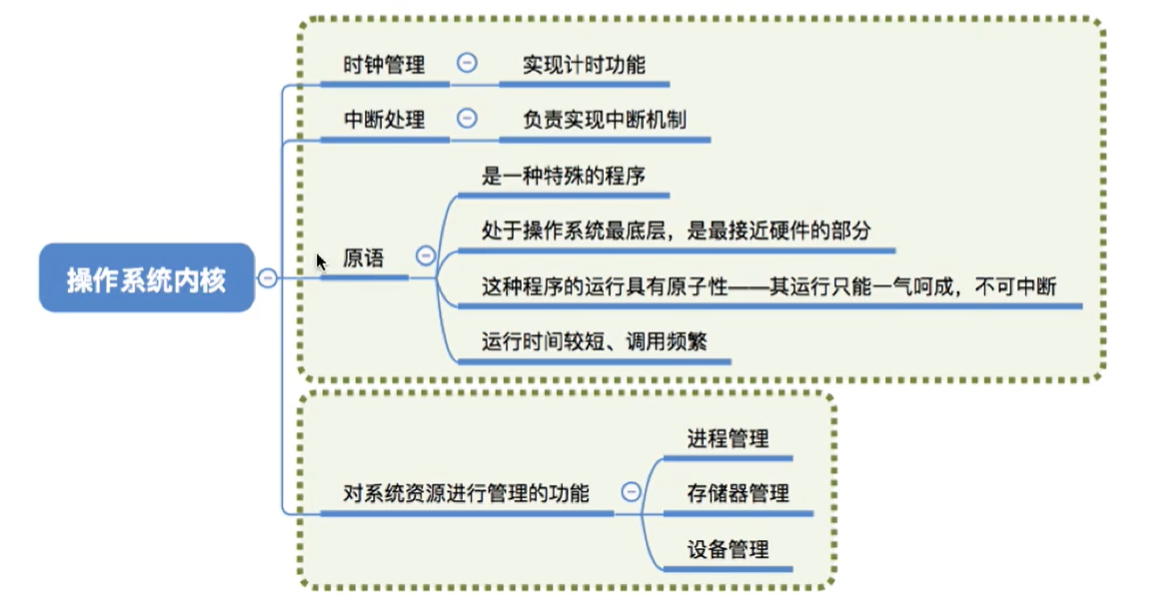 操作系统内核
时钟管理
实现计时功能
中断处理
负责实现中断机制
原语
是一种特殊的程序
处于操作系统最底层，是最接近硬件的部分
这种程序的运行具有原子性——其运行只能一气呵成，不可中断
运行时间较短、调用频繁
对系统资源进行管理的功能
进程管理
存储器管理
设备管理